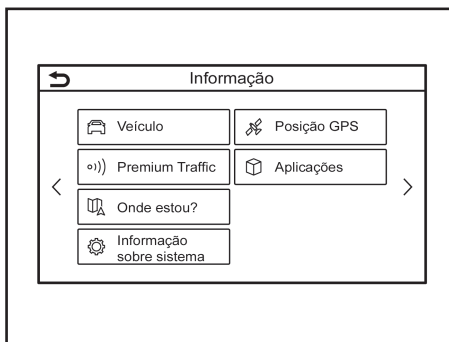 Informação
Veículo
Posição GPS
Premium Traffic
Aplicações
Onde estou?
Informação
sobre sistema